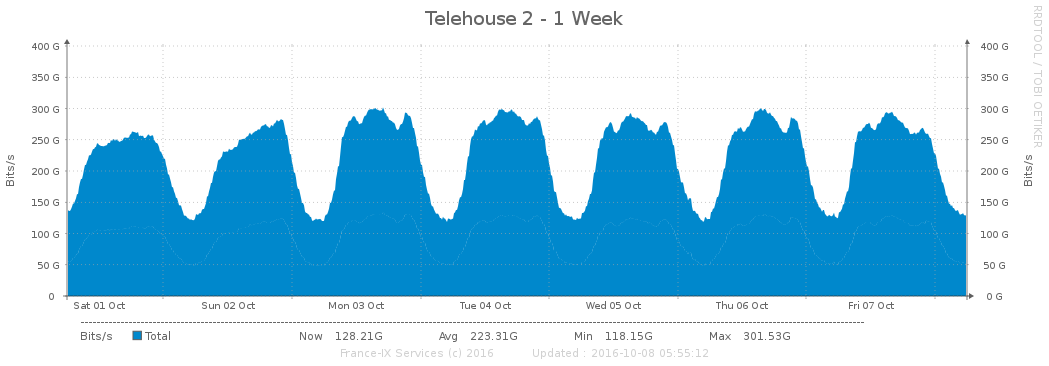 Telehouse 2 - 1 Week
RRDTOOL / TOBI OETIKER
400 G 400 G
350 G 350 G
300 G 300 G
250 G 250 G
200 G 200 G
150 G 150 G
100 G 100 G
50 G 50 G
0 0 G
Bits/s Bits/s
Sat 01 Oct Sun 02 Oct Mon 03 Oct Tue 04 Oct Wed 05 Oct Thu 06 Oct Fri 07 Oct
Bits/s Total Now 128.21G Avg 223.31G Min 118.15G Max 301.53G
France-IX Services (c) 2016 Updated : 2016-10-08 05:55:12